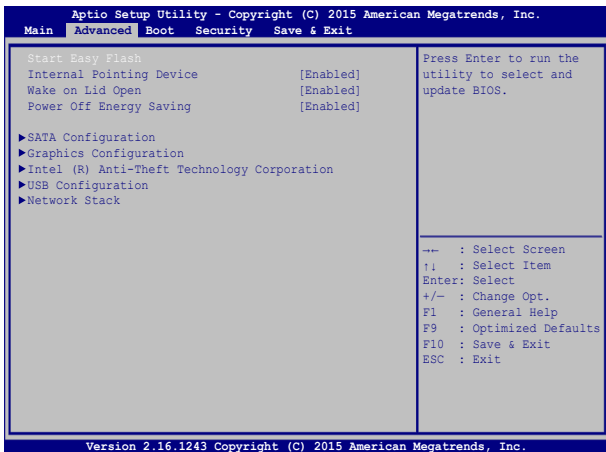 Aptio Setup Utility - Copyright (C) 2015 American Megatrends, Inc.
Main Advanced Boot Security Save & Exit
Start Easy Flash
Internal Pointing Device [Enabled]
Wake on Lid Open [Enabled]
Power Off Energy Saving [Enabled]
▶SATA Configuration
▶Graphics Configuration
▶Intel (R) Anti-Theft Technology Corporation
▶USB Configuration
▶Network Stack
Press Enter to run the
utility to select and
update BIOS.
→← : Select Screen
↑↓ : Select Item
Enter: Select
+/— : Change Opt.
F1 : General Help
F9 : Optimized Defaults
F10 : Save & Exit
ESC : Exit
Version 2.16.1243 Copyright (C) 2015 American Megatrends, Inc.